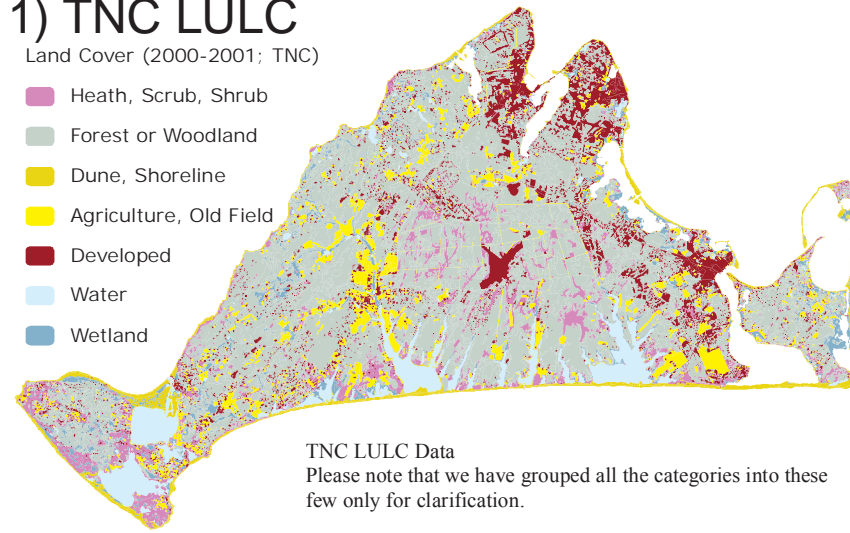 1) TNC LULC
Land Cover (2000-2001; TNC)
Heath, Scrub, Shrub
Forest or Woodland
Dune, Shoreline
Agriculture, Old Field
Developed
Water
Wetland
TNC LULC Data
Please note that we have grouped all the categories into these
few only for clarification.